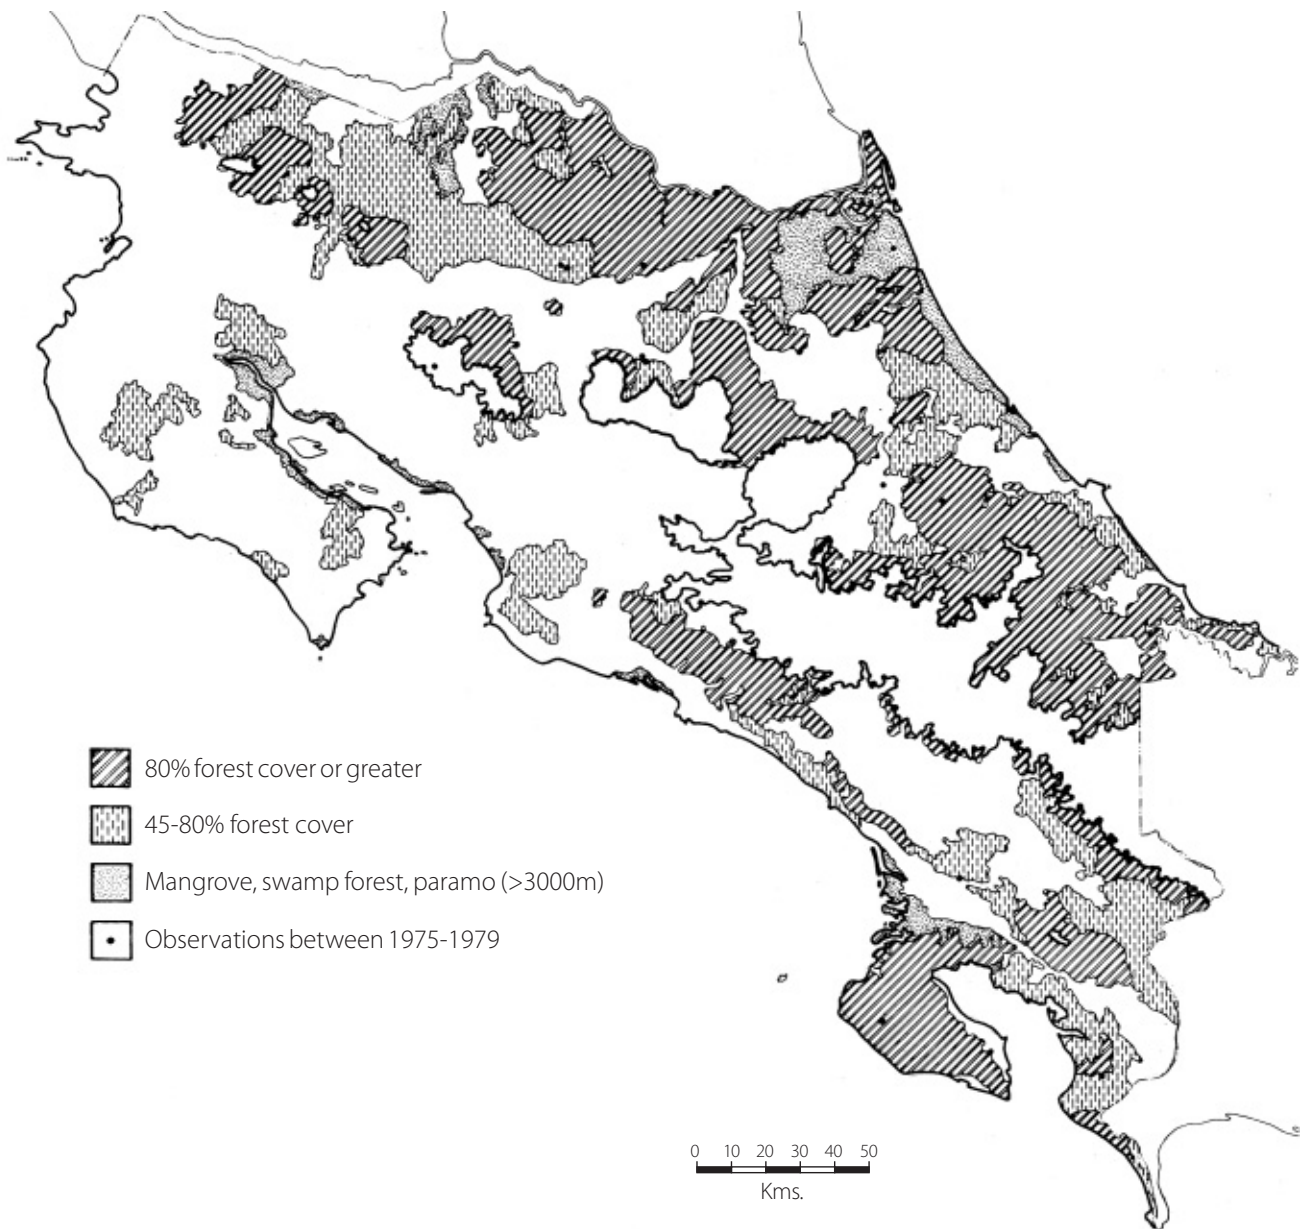 80% forest cover or greater
45-80% forest cover
Mangrove, swamp forest, paramo (>3000m)
Observations between 1975-1979
0 10 20 30 40 50
Kms.